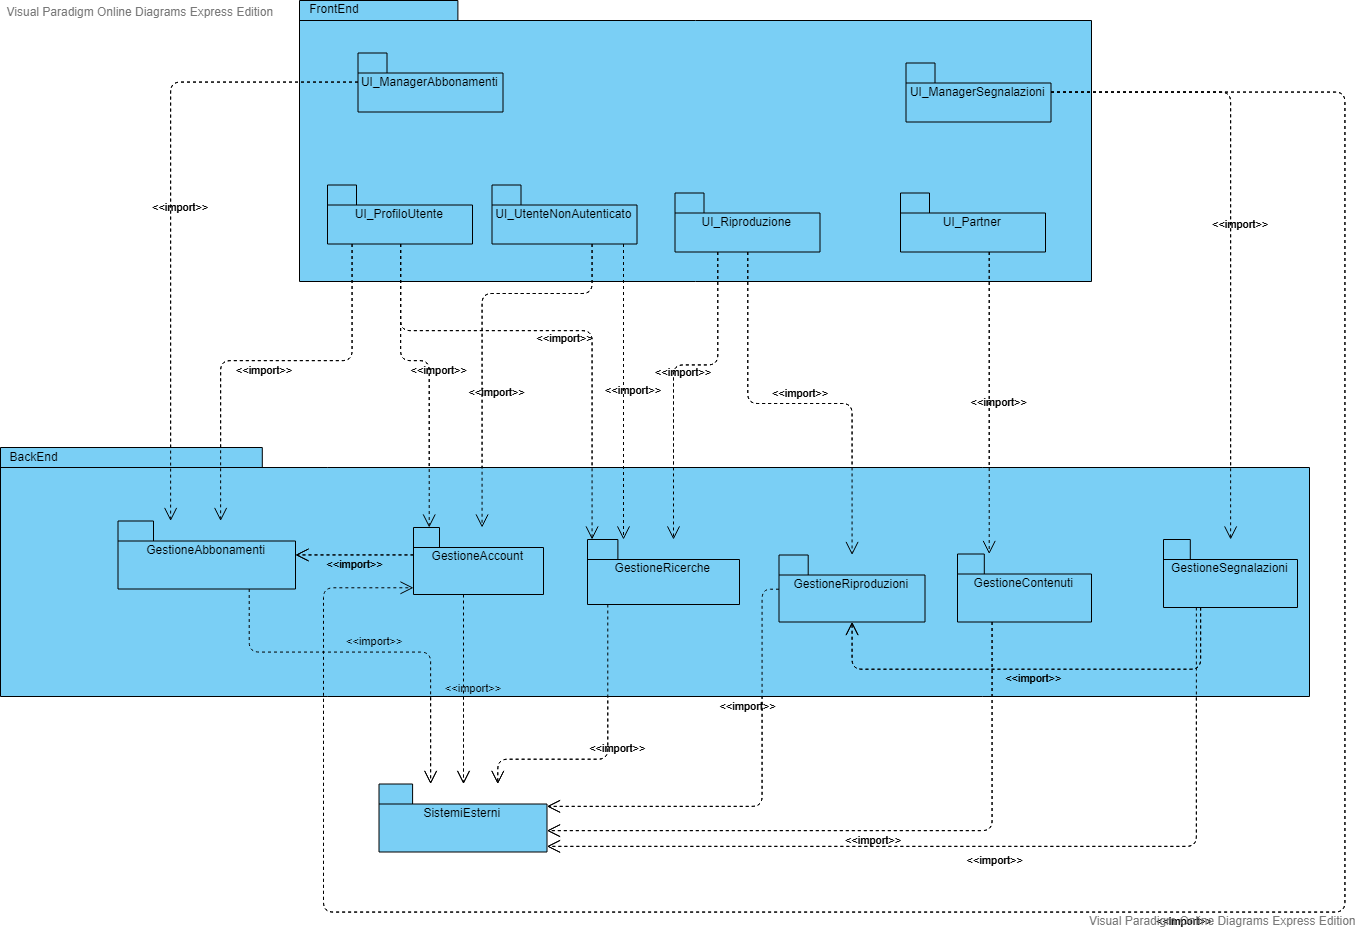 Visual Paradigm Online Diagrams Express Edition
FrontEnd
UI_ManagerAbbonamenti
UI_ManagerSegnalazioni
<<import>>
UI_ProfiloUtente
UI_UtenteNonAutenticato
UI_Riproduzione
UI_Partner
<<import>>
<<import>>
<<import>>
<<import>>
<<import>>
<<import>>
<<import>>
<<import>>
<<import>>
BackEnd
GestioneAbbonamenti
GestioneAccount
<<import>>
GestioneRicerche
GestioneRiproduzioni
GestioneContenuti
GestioneSegnalazioni
<<import>>
<<import>>
<<import>>
<<import>>
<<import>>
SistemiEsterni
<<import>>
<<import>>
<<import>>
Visual Paradigm Online Diagrams Express Edition